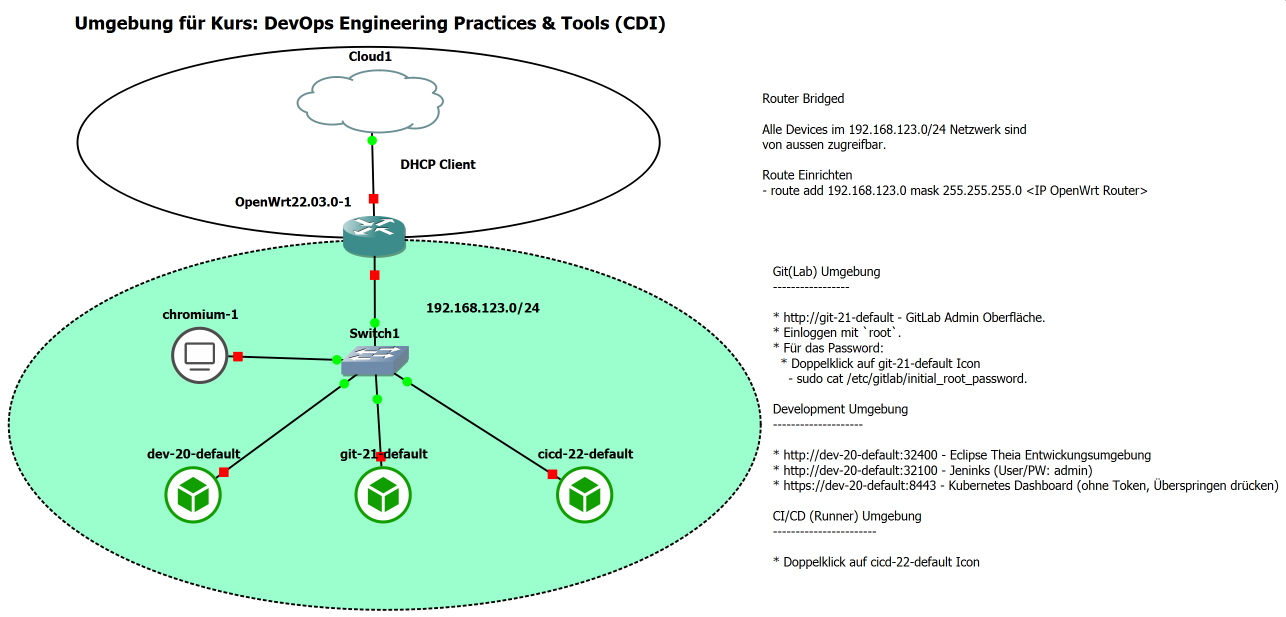 Umgebung für Kurs: DevOps Engineering Practices & Tools (CDI)
Cloud1
DHCP Client
OpenWrt22.03.0-1
192.168.123.0/24
chromium-1
Switch1
dev-20-default
git-21-default
cicd-22-default
Router Bridged
Alle Devices im 192.168.123.0/24 Netzwerk sind
von aussen zugreifbar.
Route Einrichten
- route add 192.168.123.0 mask 255.255.255.0 <IP OpenWrt Router>
Git(Lab) Umgebung
-----------------
* http://git-21-default - GitLab Admin Oberfläche.
* Einloggen mit `root`.
* Für das Password:
* Doppelklick auf git-21-default Icon
- sudo cat /etc/gitlab/initial_root_password.
Development Umgebung
--------------------
* http://dev-20-default:32400 - Eclipse Theia Entwickungsumgebung
* http://dev-20-default:32100 - Jeninks (User/PW: admin)
* https://dev-20-default:8443 - Kubernetes Dashboard (ohne Token, Überspringen drücken)
CI/CD (Runner) Umgebung
-----------------------
* Doppelklick auf cicd-22-default Icon